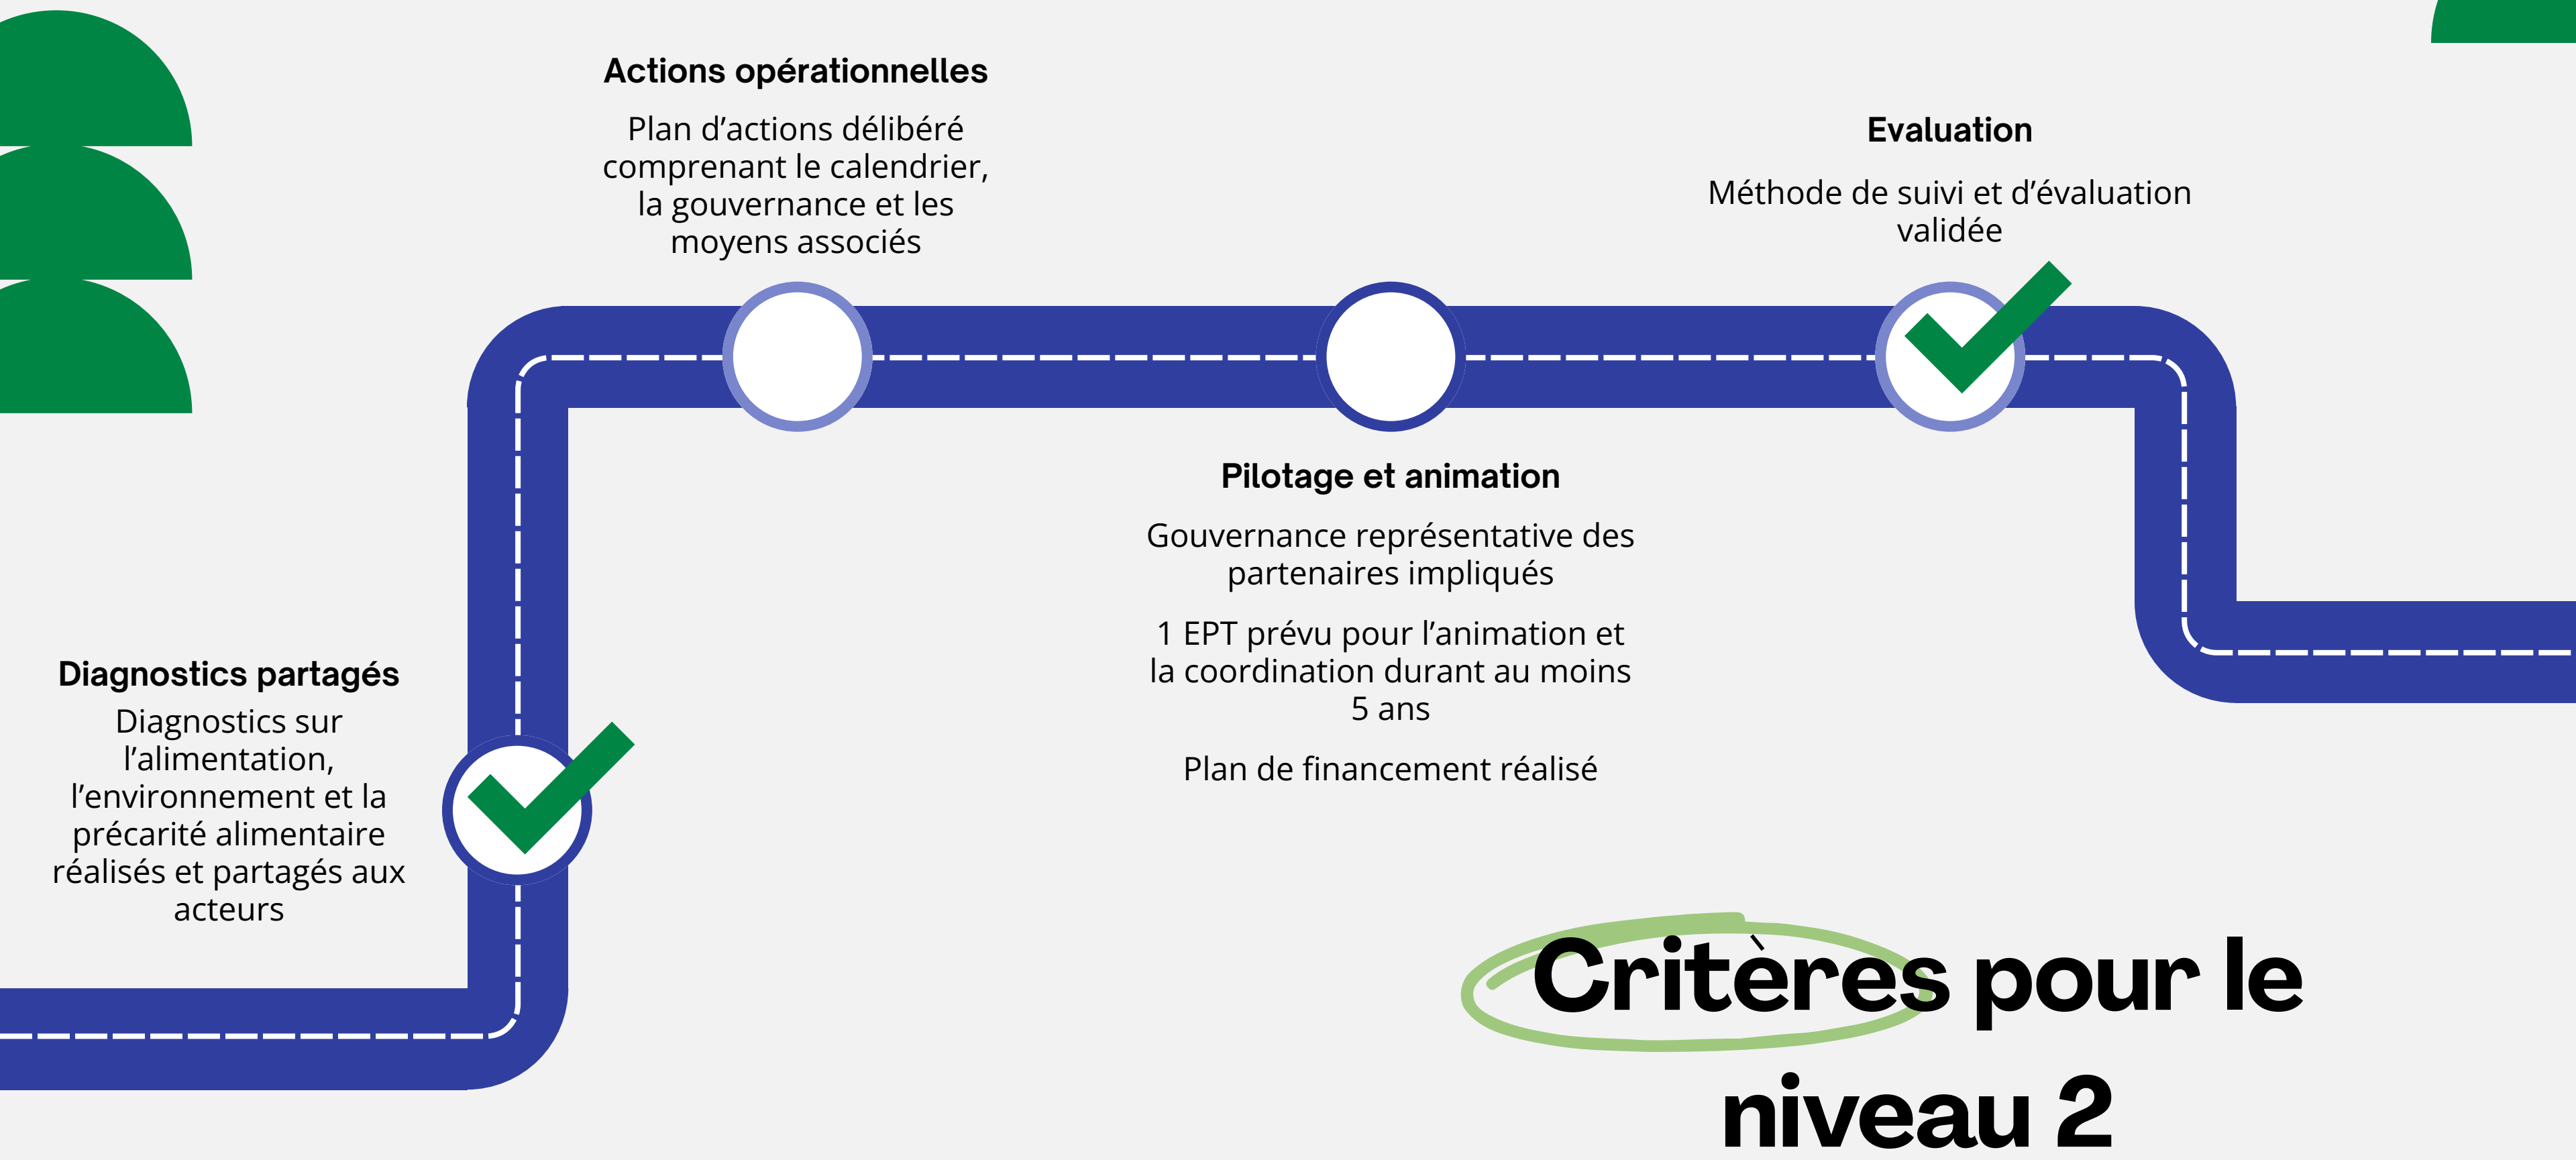 Actions opérationnelles
Plan d’actions délibéré
comprenant le calendrier,
la gouvernance et les
moyens associés
Evaluation
Méthode de suivi et d’évaluation
validée
Pilotage et animation
Gouvernance représentative des
partenaires impliqués
1 EPT prévu pour l’animation et
la coordination durant au moins
5 ans
Plan de financement réalisé
Diagnostics partagés
Diagnostics sur
l’alimentation,
l’environnement et la
précarité alimentaire
réalisés et partagés aux
acteurs
Critères pour le
niveau 2